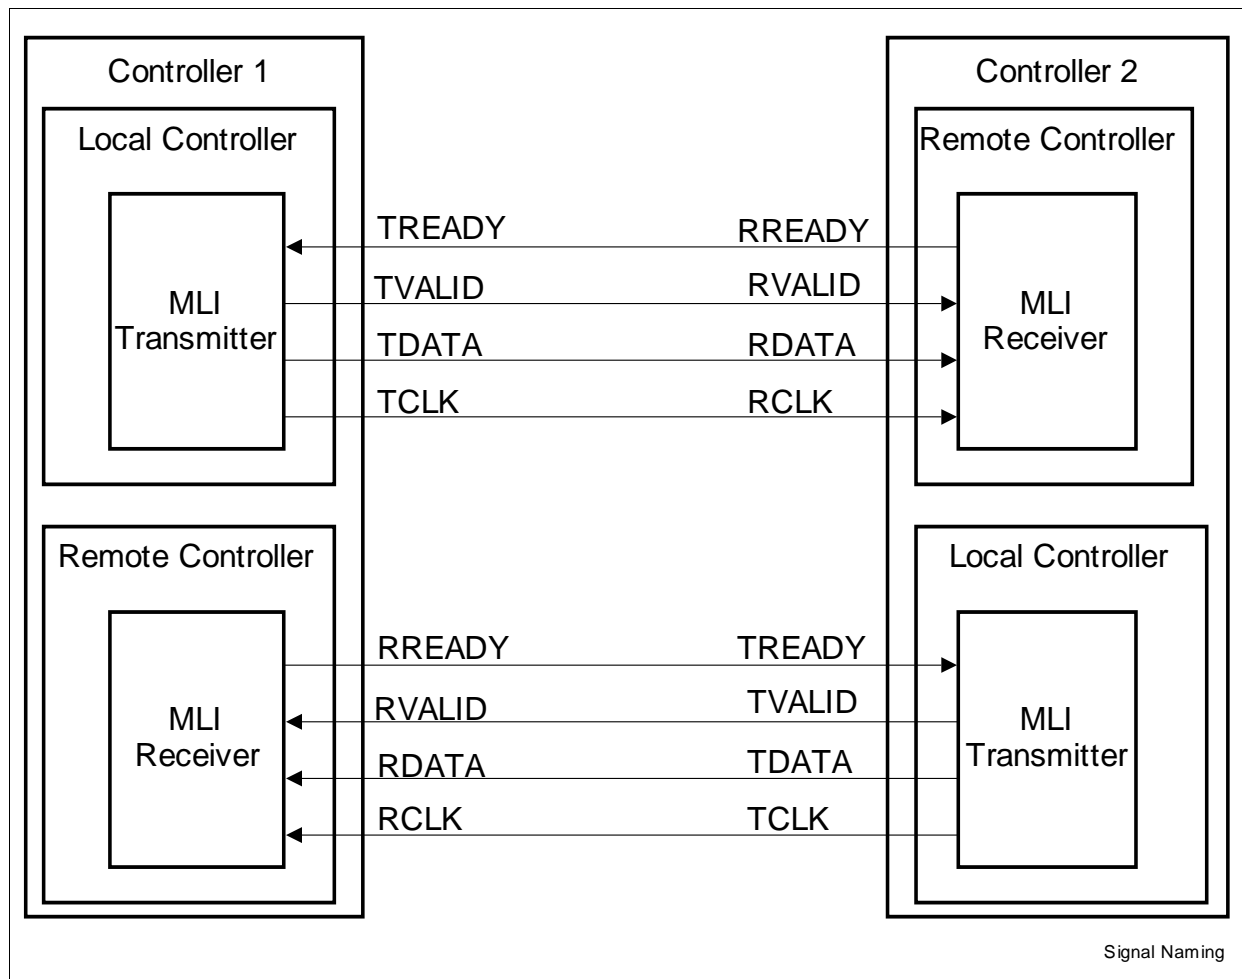 Controller 1
Controller 2
Local Controller
Remote Controller
TREADY
RREADY
TVALID
RVALID
MLI
Transmitter
MLI
Receiver
TDATA
RDATA
TCLK
RCLK
Remote Controller
Local Controller
RREADY
TREADY
RVALID
TVALID
MLI
Receiver
MLI
Transmitter
RDATA
TDATA
RCLK
TCLK
Signal Naming